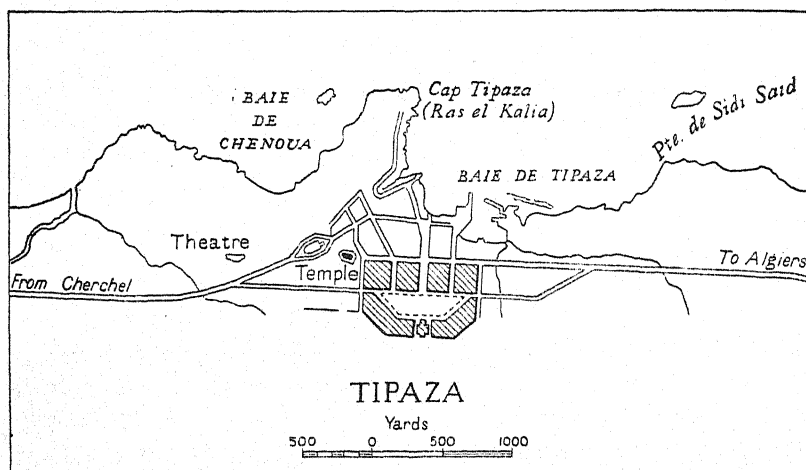 BAIE
DE
CHENOUA
Cap Tipaza
(Ras el Kalia)
Pte. de Sidi Said
BAIE DE TIPAZA
Theatre
Temple
To Algiers
From Cherchel
TIPAZA
Yards
500 0 500 1000